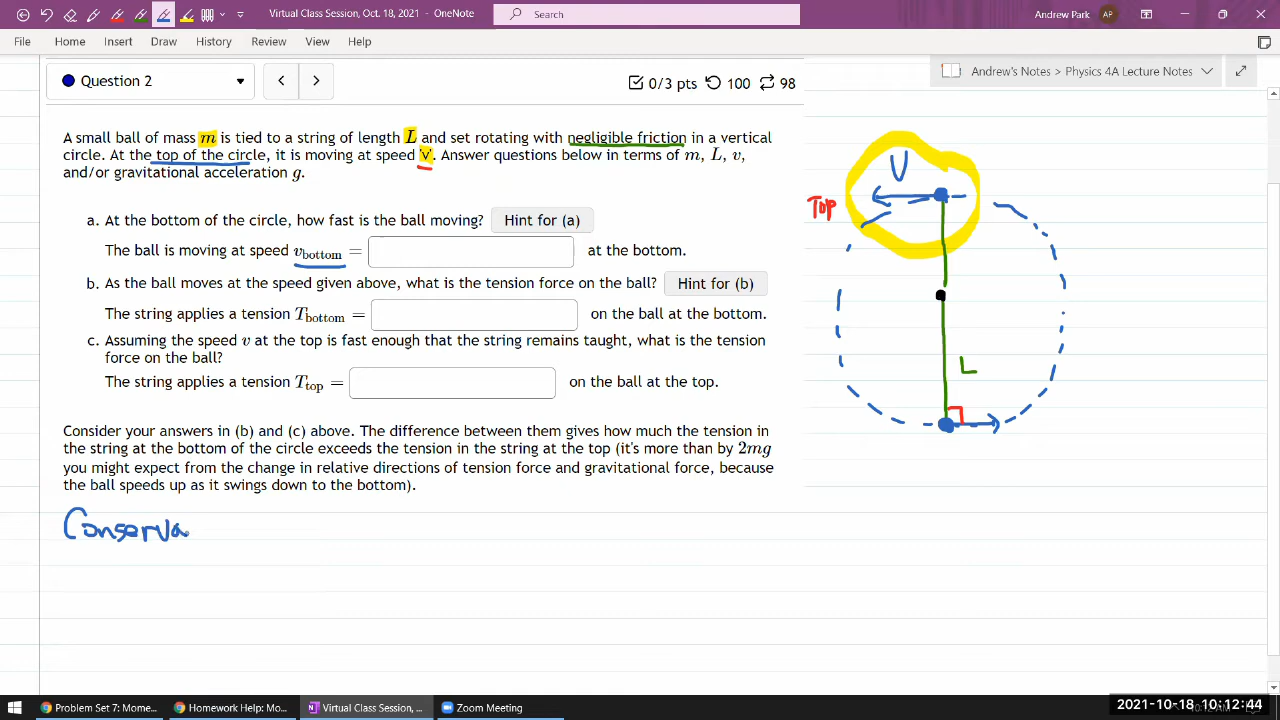 Virtual Class Session, Oct. 18, 2021 - OneNote
Search
Andrew Park
AP
File Home Insert Draw History Review View Help
Question 2
0/3 pts 100 98
Andrew's Notes > Physics 4A Lecture Notes
A small ball of mass m is tied to a string of length L and set rotating with negligible friction in a vertical
circle. At the top of the circle, it is moving at speed v. Answer questions below in terms of m, L, v,
and/or gravitational acceleration g.
a. At the bottom of the circle, how fast is the ball moving? Hint for (a)
The ball is moving at speed v_bottom = at the bottom.
b. As the ball moves at the speed given above, what is the tension force on the ball? Hint for (b)
The string applies a tension T_bottom = on the ball at the bottom.
c. Assuming the speed v at the top is fast enough that the string remains taught, what is the tension
force on the ball?
The string applies a tension T_top = on the ball at the top.
Consider your answers in (b) and (c) above. The difference between them gives how much the tension in
the string at the bottom of the circle exceeds the tension in the string at the top (it's more than by 2mg
you might expect from the change in relative directions of tension force and gravitational force, because
the ball speeds up as it swings down to the bottom).
Conserva
Top
V
L
Problem Set 7: Mome...
Homework Help: Mo...
Virtual Class Session, ...
Zoom Meeting
2021-10-18 10:12:44